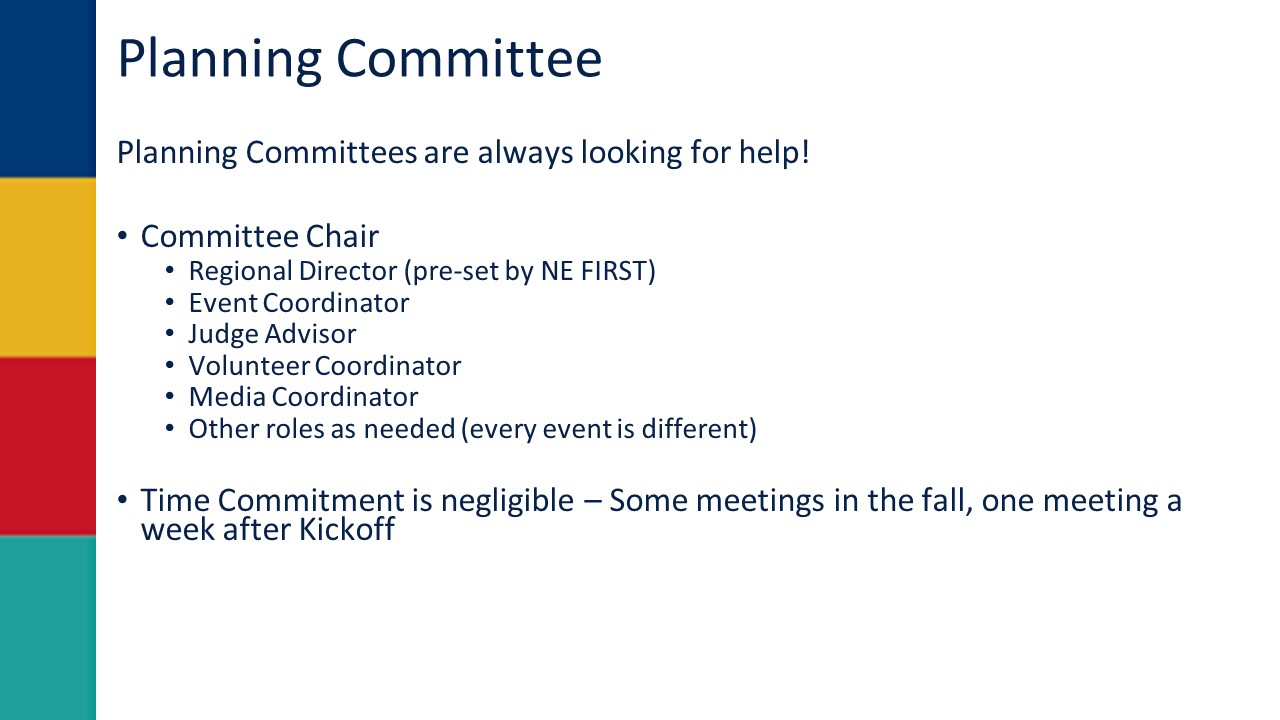 Planning Committee
Planning Committees are always looking for help!
• Committee Chair
• Regional Director (pre-set by NE FIRST)
• Event Coordinator
• Judge Advisor
• Volunteer Coordinator
• Media Coordinator
• Other roles as needed (every event is different)
• Time Commitment is negligible – Some meetings in the fall, one meeting a
week after Kickoff